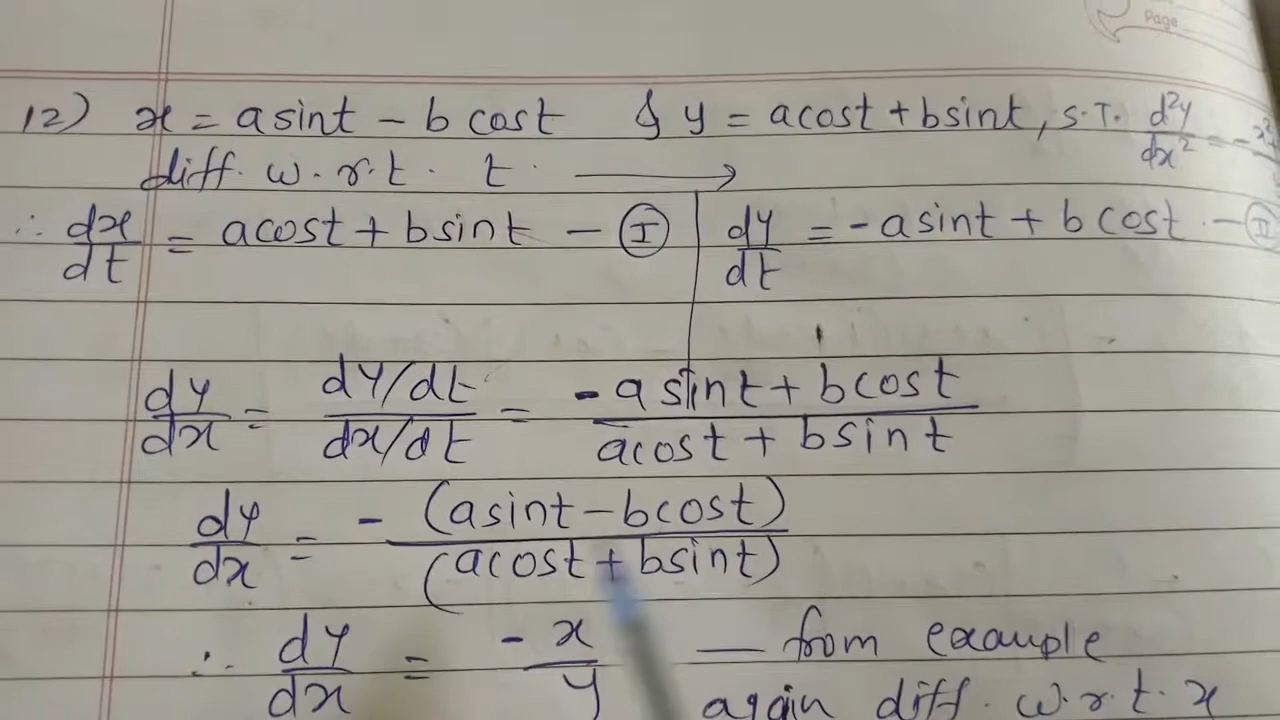 Page
12) x = a sint - b cost & y = acost + bsint, s.T. d²y/dx² = -x²
diff. w.r.t. t ⟶
∴ dx/dt = acost + bsint - Ⓘ | dy/dt = -asint + b cost - Ⓘ Ⓘ
dy/dx = dy/dt / dx/dt = -asint + bcost / acost + bsint
dy/dx = - (asint - bcost) / (acost + bsint)
∴ dy/dx = -x / y — from example
again diff. w.r.t. x